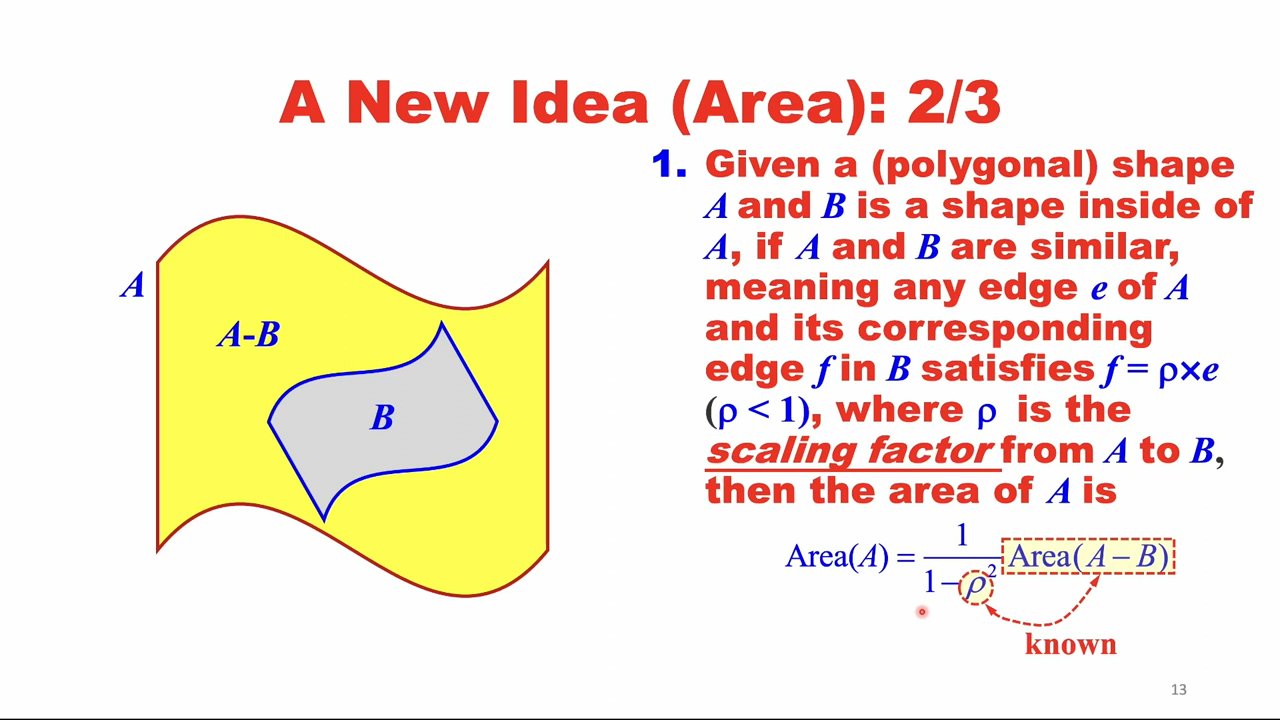 A New Idea (Area): 2/3
1. Given a (polygonal) shape
A and B is a shape inside of
A, if A and B are similar,
meaning any edge e of A
and its corresponding
edge f in B satisfies f = ρ×e
(ρ < 1), where ρ is the
scaling factor from A to B,
then the area of A is
Area(A) = 1/(1−ρ²) Area(A − B)
known
A
A-B
B
13